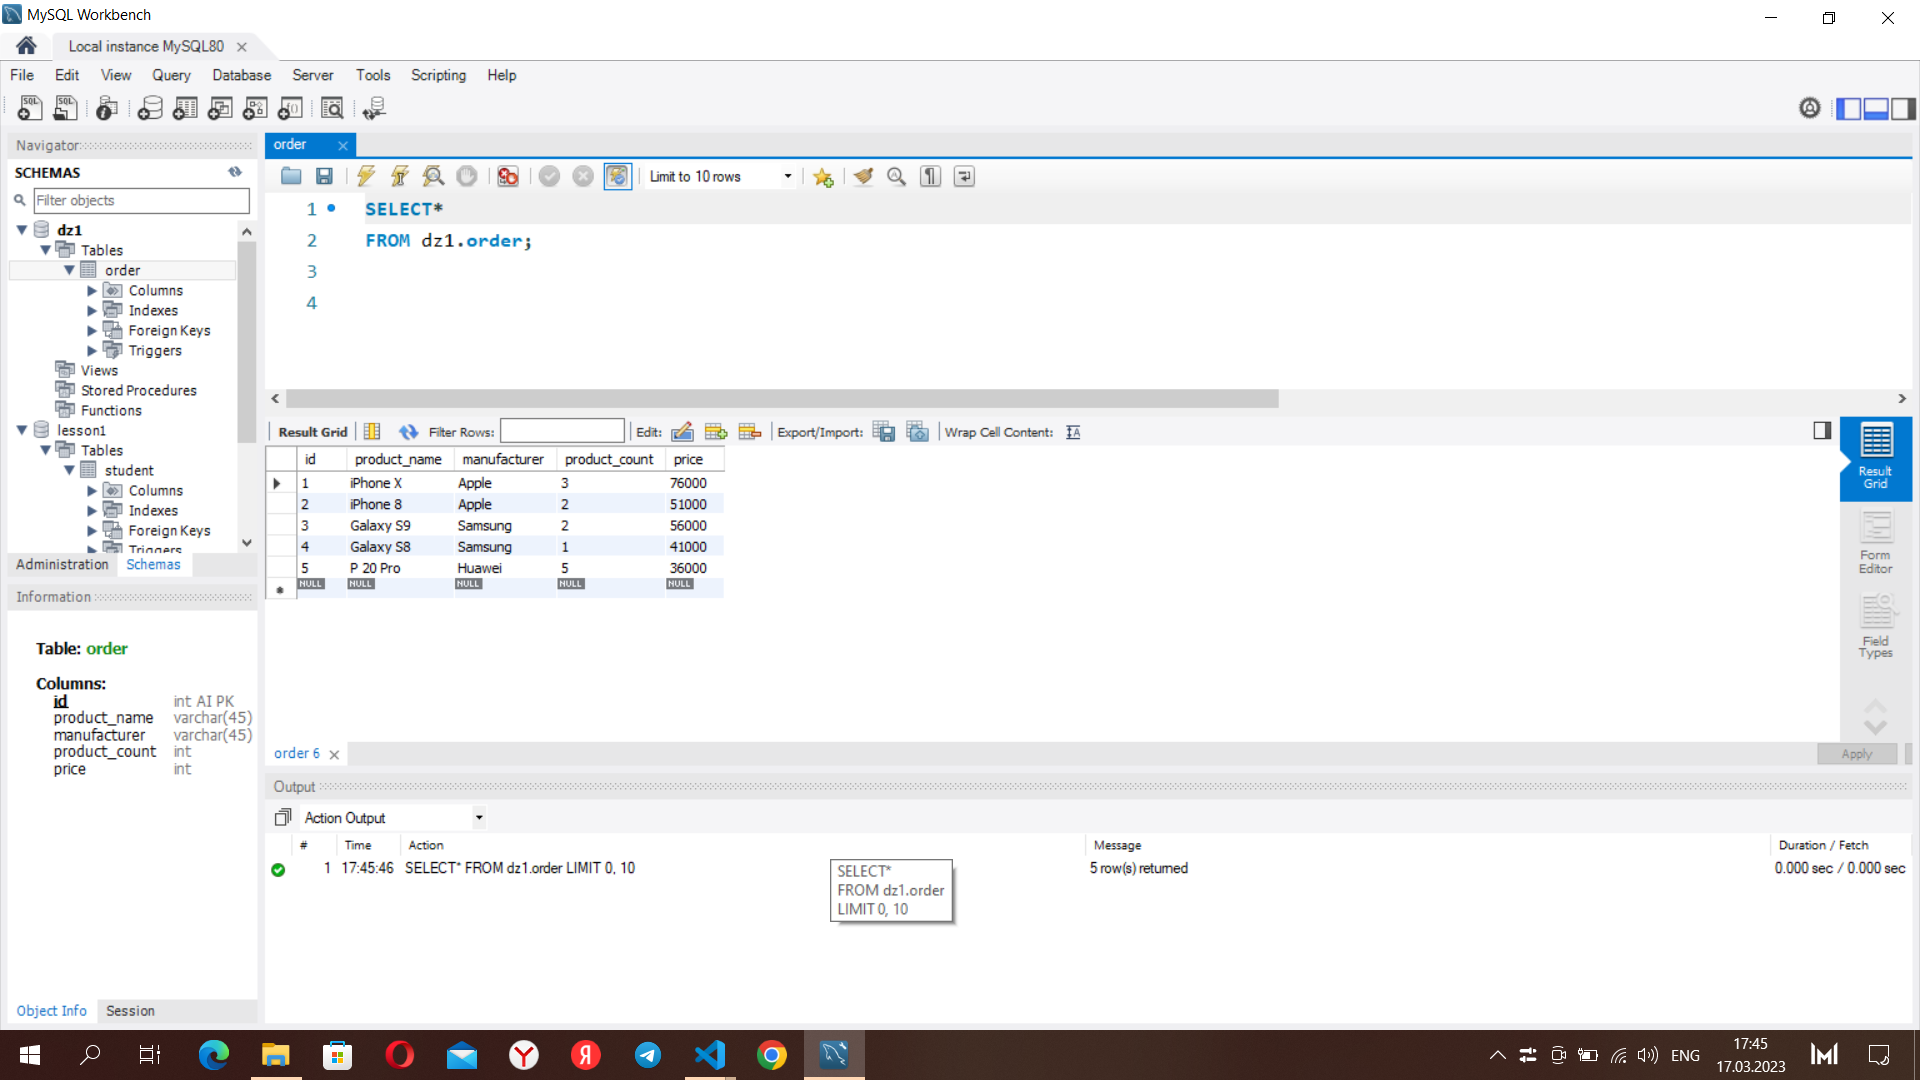 MySQL Workbench
Local instance MySQL80
File Edit View Query Database Server Tools Scripting Help
Navigator
SCHEMAS
Filter objects
dz1
Tables
order
Columns
Indexes
Foreign Keys
Triggers
Views
Stored Procedures
Functions
lesson1
Tables
student
Columns
Indexes
Foreign Keys
Triggers
Administration Schemas
Information
Table: order
Columns:
id int AI PK
product_name varchar(45)
manufacturer varchar(45)
product_count int
price int
Object Info Session
order
Limit to 10 rows
1 SELECT*
2 FROM dz1.order;
3
4
Result Grid Filter Rows: Edit: Export/Import: Wrap Cell Content:
id product_name manufacturer product_count price
1 iPhone X Apple 3 76000
2 iPhone 8 Apple 2 51000
3 Galaxy S9 Samsung 2 56000
4 Galaxy S8 Samsung 1 41000
5 P 20 Pro Huawei 5 36000
NULL NULL NULL NULL NULL
Result
Grid
Form
Editor
Field
Types
order 6
Apply
Output
Action Output
# Time Action Message Duration / Fetch
1 17:45:46 SELECT* FROM dz1.order LIMIT 0, 10 5 row(s) returned 0.000 sec / 0.000 sec
SELECT*
FROM dz1.order
LIMIT 0, 10
ENG
17:45
17.03.2023